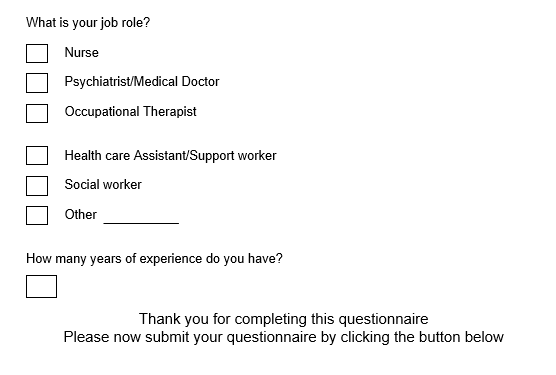 What is your job role?
Nurse
Psychiatrist/Medical Doctor
Occupational Therapist
Health care Assistant/Support worker
Social worker
Other __________
How many years of experience do you have?
Thank you for completing this questionnaire
Please now submit your questionnaire by clicking the button below